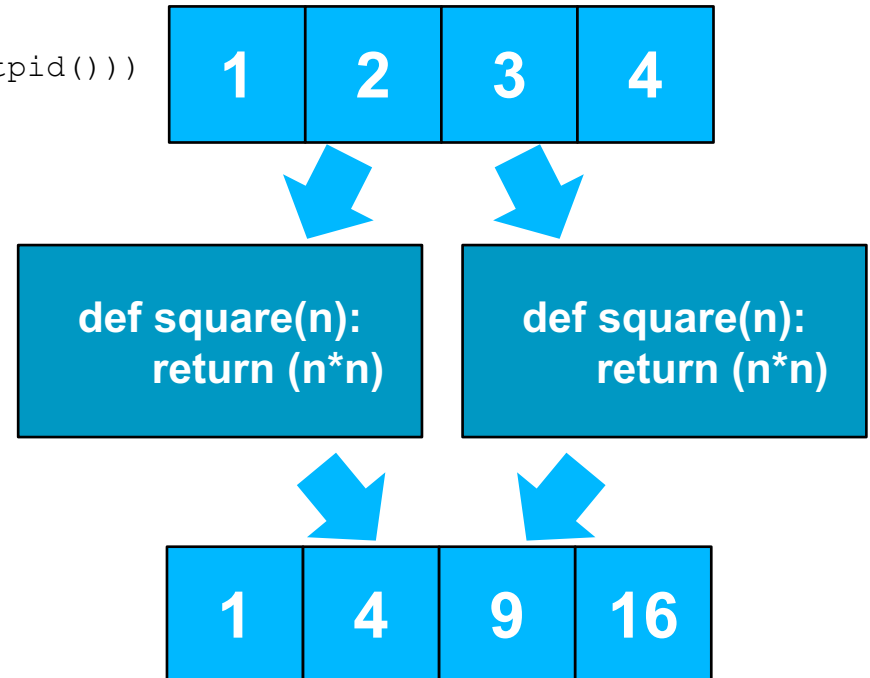 tpid()))
1 2 3 4
def square(n):
return (n*n)
def square(n):
return (n*n)
1 4 9 16